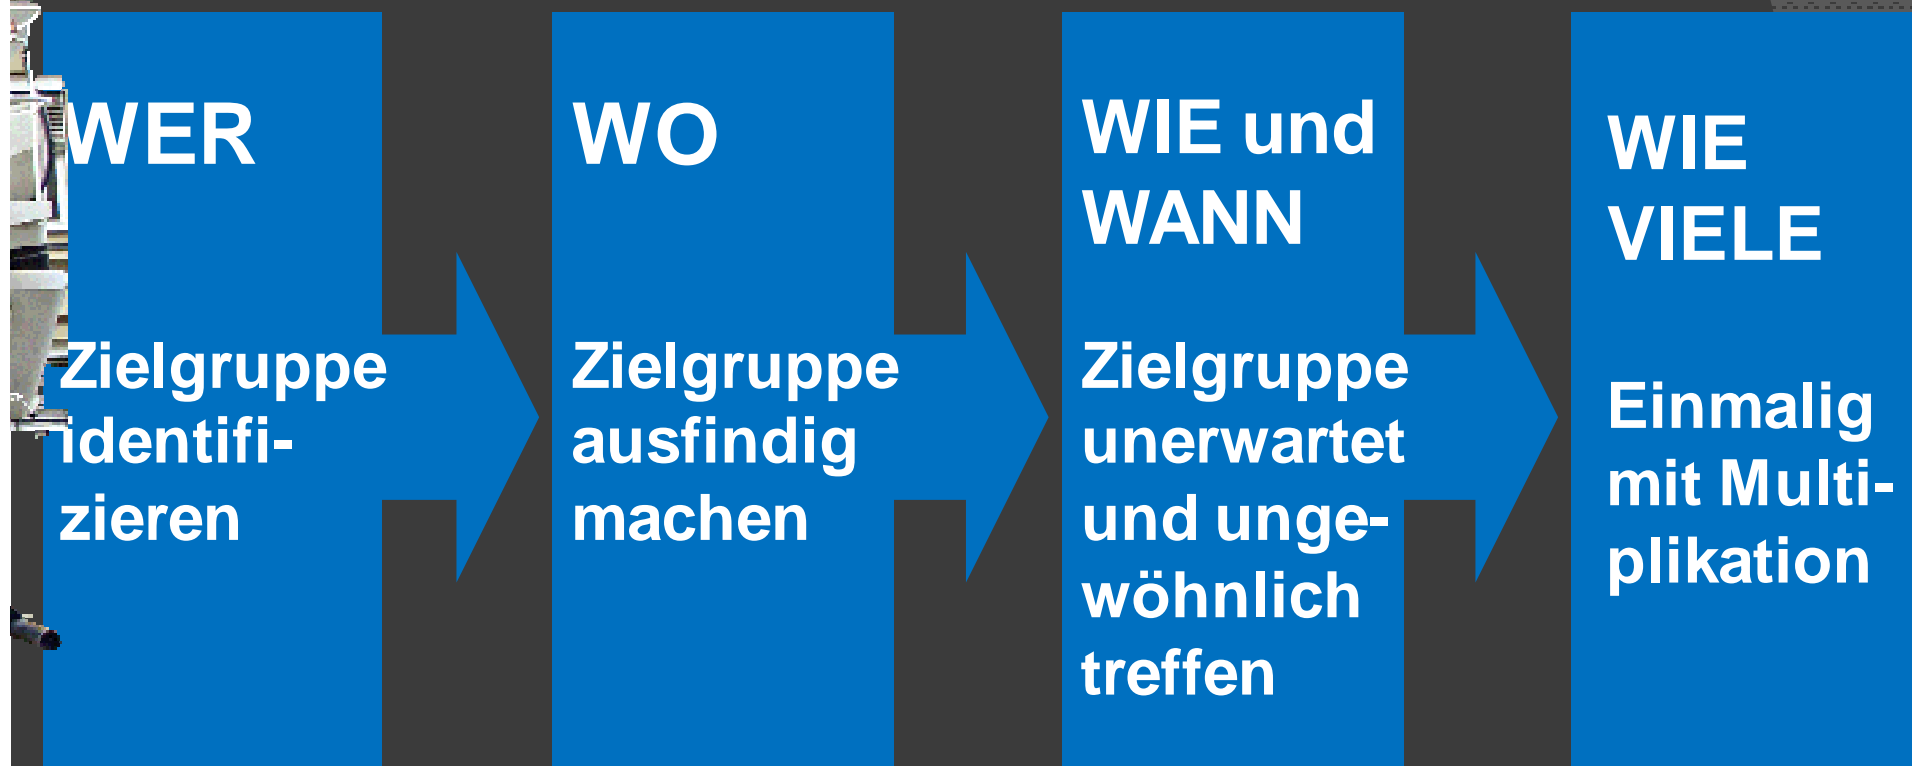 WER
Zielgruppe
identifi-
zieren
WO
Zielgruppe
ausfindig
machen
WIE und
WANN
Zielgruppe
unerwartet
und unge-
wöhnlich
treffen
WIE
VIELE
Einmalig
mit Multi-
plikation